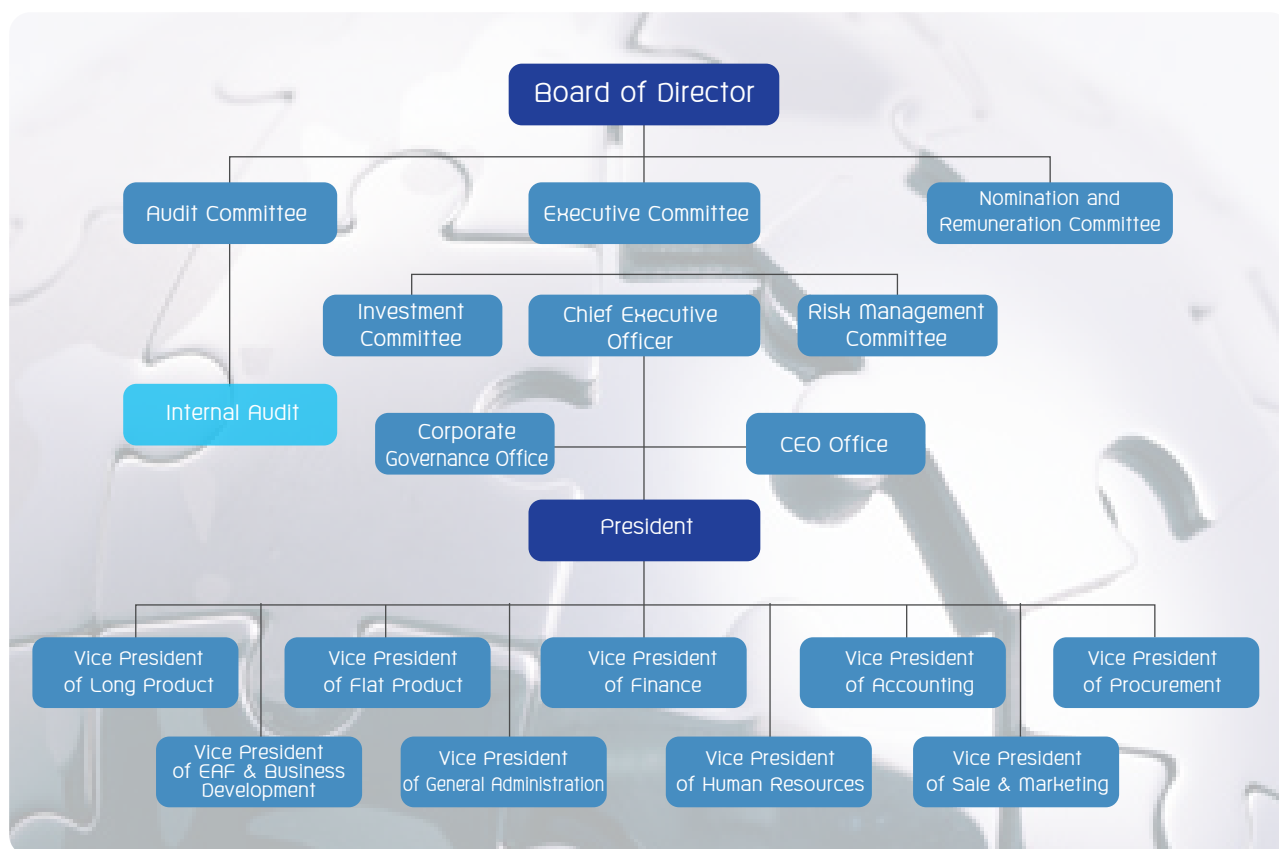 Board of Director
Audit Committee
Executive Committee
Nomination and
Remuneration Committee
Investment
Committee
Chief Executive
Officer
Risk Management
Committee
Internal Audit
Corporate
Governance Office
CEO Office
President
Vice President
of Long Product
Vice President
of Flat Product
Vice President
of Finance
Vice President
of Accounting
Vice President
of Procurement
Vice President
of EAF & Business
Development
Vice President
of General Administration
Vice President
of Human Resources
Vice President
of Sale & Marketing